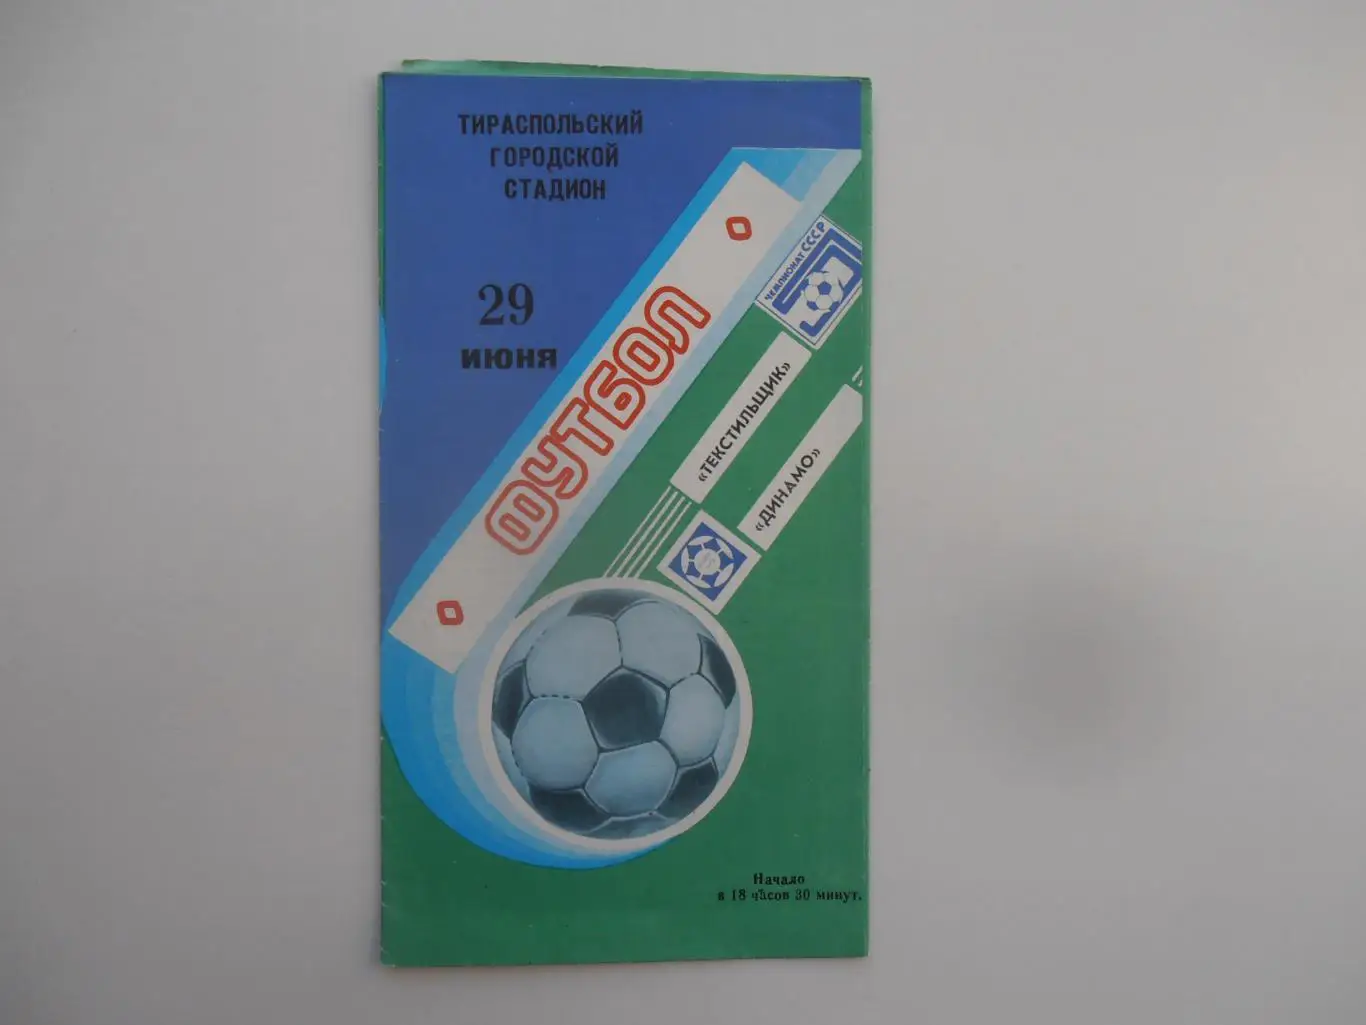 ТИРАСПОЛЬСКИЙ
ГОРОДСКОЙ
СТАДИОН
29
ИЮНЯ
ФУТБОЛ
ЧЕМПИОНАТ СССР
«ТЕКСТИЛЬЩИК»
«ДИНАМО»
Начало
в 18 часов 30 минут.